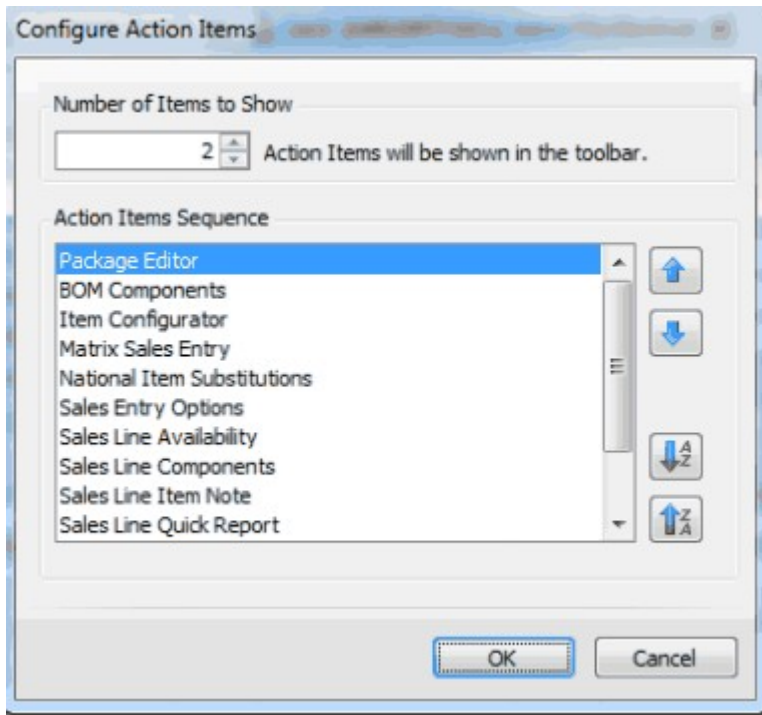 Configure Action Items
Number of Items to Show
2 Action Items will be shown in the toolbar.
Action Items Sequence
Package Editor
BOM Components
Item Configurator
Matrix Sales Entry
National Item Substitutions
Sales Entry Options
Sales Line Availability
Sales Line Components
Sales Line Item Note
Sales Line Quick Report
A
Z
Z
A
OK Cancel